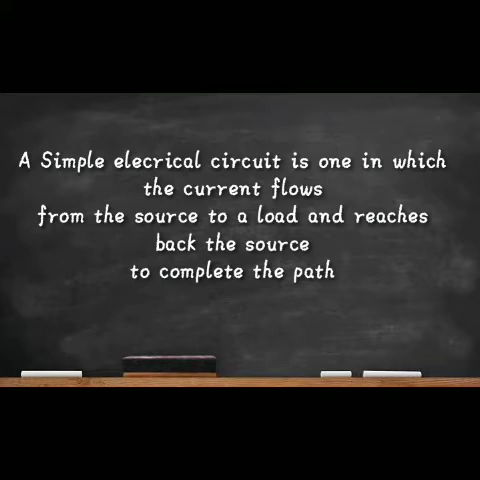 A Simple elecrical circuit is one in which
the current flows
from the source to a load and reaches
back the source
to complete the path